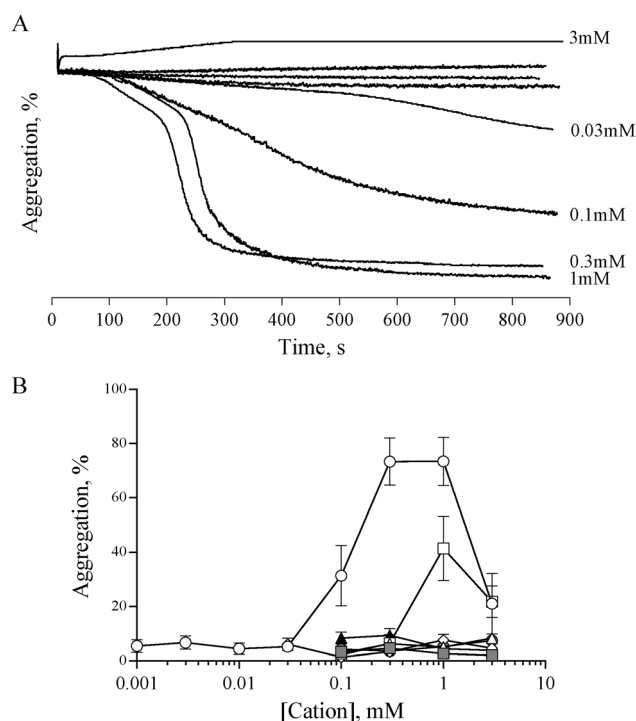 A
3mM
0.03mM
0.1mM
0.3mM
1mM
Aggregation, %
0 100 200 300 400 500 600 700 800 900
Time, s
B
100
80
60
40
20
0
Aggregation, %
0.001 0.01 0.1 1 10
[Cation], mM